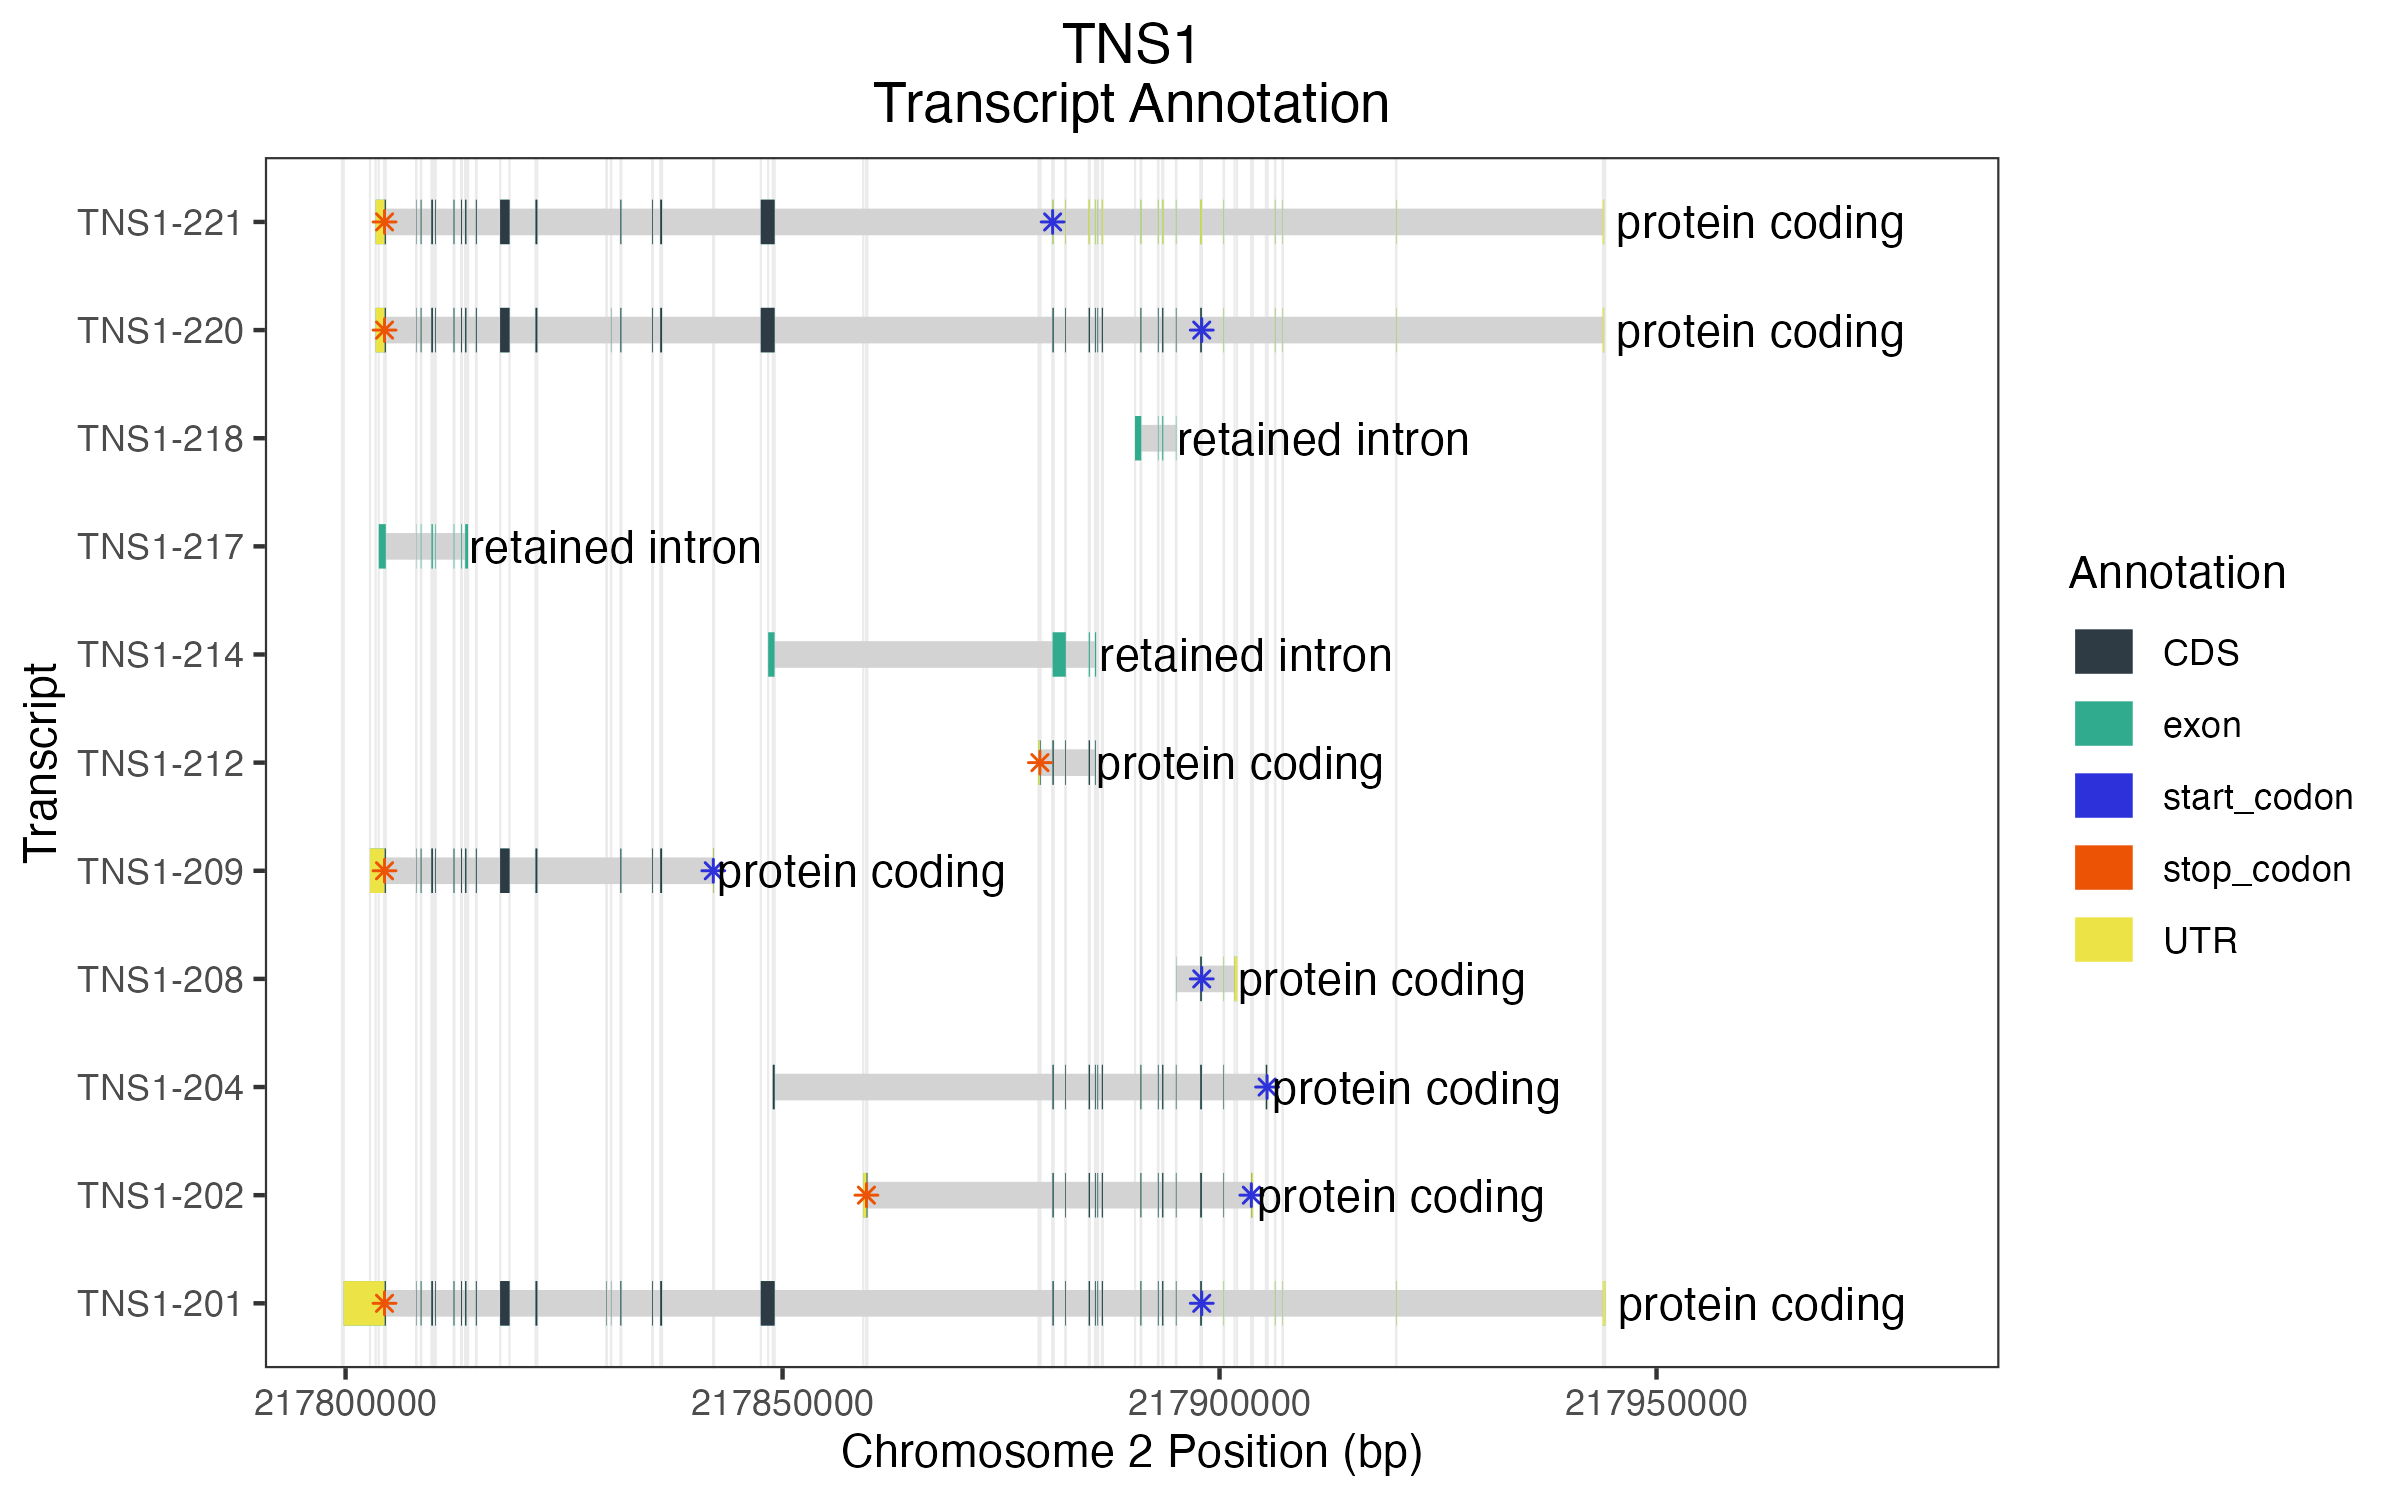 TNS1
Transcript Annotation
TNS1-221
protein coding
TNS1-220
protein coding
TNS1-218
retained intron
TNS1-217
retained intron
TNS1-214
retained intron
TNS1-212
protein coding
TNS1-209
protein coding
TNS1-208
protein coding
TNS1-204
protein coding
TNS1-202
protein coding
TNS1-201
protein coding
Transcript
217800000
217850000
217900000
217950000
Chromosome 2 Position (bp)
Annotation
CDS
exon
start_codon
stop_codon
UTR